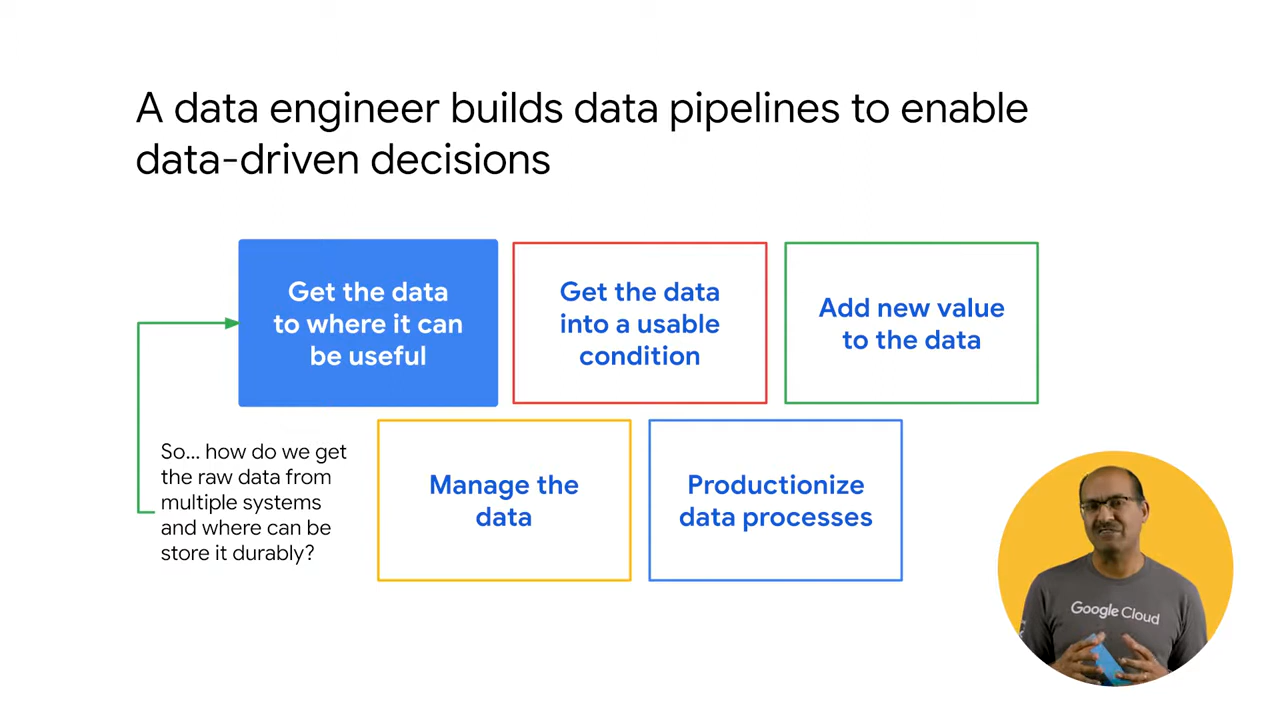 A data engineer builds data pipelines to enable
data-driven decisions
Get the data
to where it can
be useful
Get the data
into a usable
condition
Add new value
to the data
So... how do we get
the raw data from
multiple systems
and where can be
store it durably?
Manage the
data
Productionize
data processes
Google Cloud